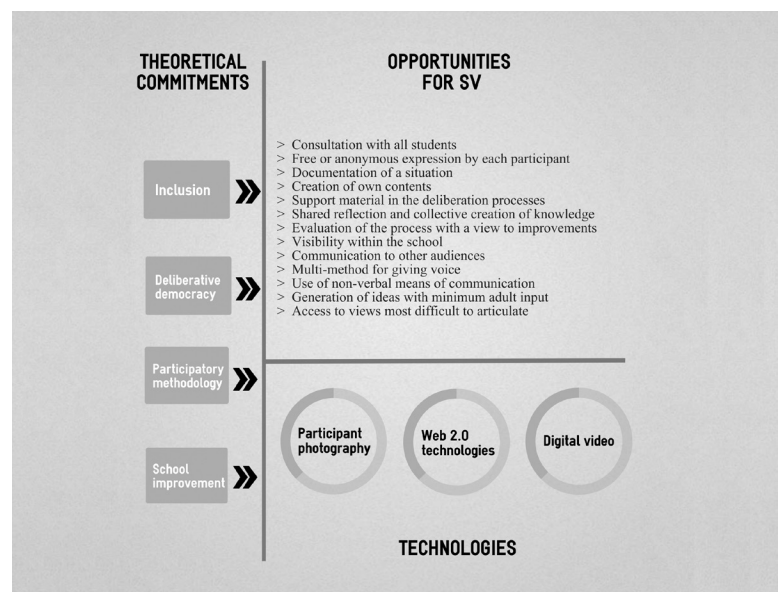 THEORETICAL
COMMITMENTS
Inclusion
Deliberative
democracy
Participatory
methodology
School
improvement
OPPORTUNITIES
FOR SV
> Consultation with all students
> Free or anonymous expression by each participant
> Documentation of a situation
> Creation of own contents
> Support material in the deliberation processes
> Shared reflection and collective creation of knowledge
> Evaluation of the process with a view to improvements
> Visibility within the school
> Communication to other audiences
> Multi-method for giving voice
> Use of non-verbal means of communication
> Generation of ideas with minimum adult input
> Access to views most difficult to articulate
Participant
photography
Web 2.0
technologies
Digital video
TECHNOLOGIES